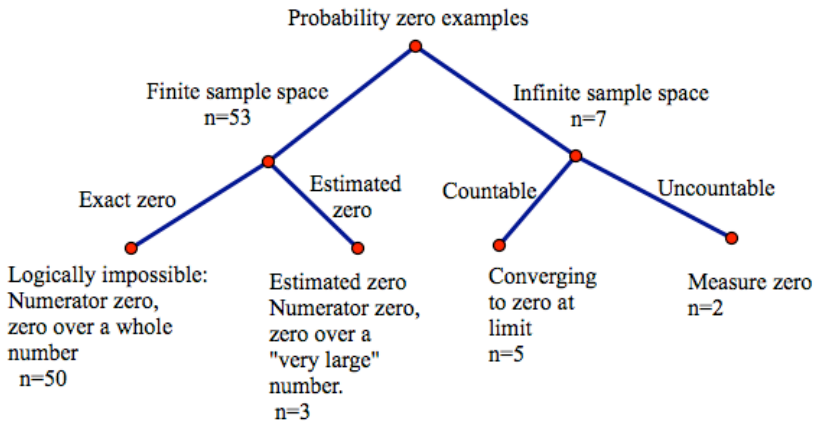 Probability zero examples
Finite sample space
n=53
Infinite sample space
n=7
Exact zero
Estimated
zero
Countable
Uncountable
Logically impossible:
Numerator zero,
zero over a whole
number
n=50
Estimated zero
Numerator zero,
zero over a
"very large"
number.
n=3
Converging
to zero at
limit
n=5
Measure zero
n=2